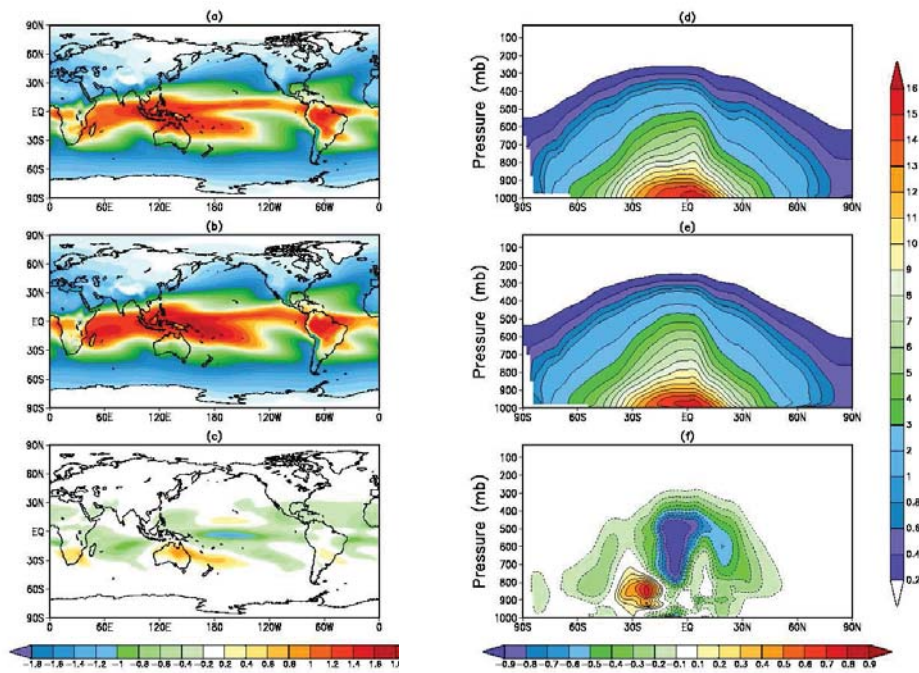 (a)
90N
60N
30N
EQ
30S
60S
90S
0 60E 120E 180 120W 60W 0
(b)
90N
60N
30N
EQ
30S
60S
90S
0 60E 120E 180 120W 60W 0
(c)
90N
60N
30N
EQ
30S
60S
90S
0 60E 120E 180 120W 60W 0
-1.8 -1.6 -1.4 -1.2 -1 -0.8 -0.6 -0.4 -0.2 0.2 0.4 0.6 0.8 1 1.2 1.4 1.6 1.8
(d)
Pressure (mb)
100
200
300
400
500
600
700
800
900
1000
90S 60S 30S EQ 30N 60N 90N
(e)
Pressure (mb)
100
200
300
400
500
600
700
800
900
1000
90S 60S 30S EQ 30N 60N 90N
(f)
Pressure (mb)
100
200
300
400
500
600
700
800
900
1000
90S 60S 30S EQ 30N 60N 90N
-0.9 -0.8 -0.7 -0.6 -0.5 -0.4 -0.3 -0.2 -0.1 0.1 0.2 0.3 0.4 0.5 0.6 0.7 0.8 0.9
16
14
13
12
11
10
9
8
7
6
5
4
3
2
1
0.8
0.6
0.4
0.2